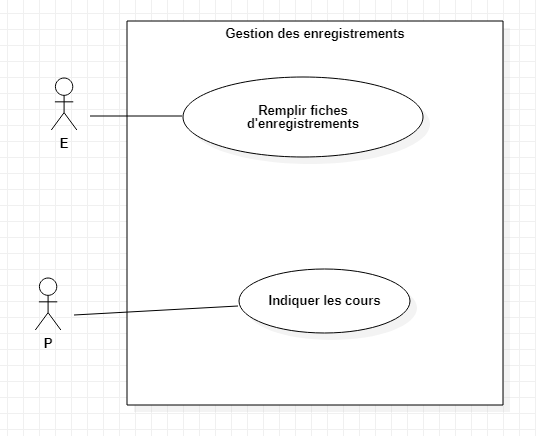 Gestion des enregistrements
Remplir fiches
d'enregistrements
E
Indiquer les cours
P